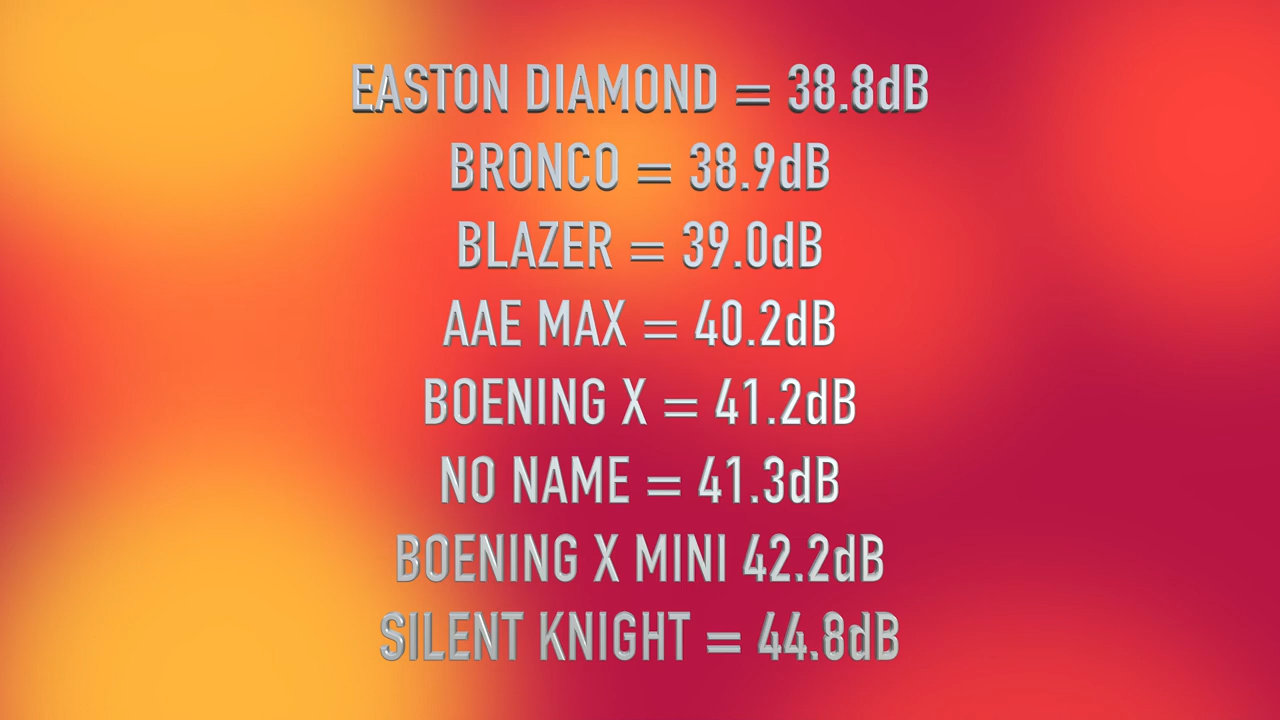 EASTON DIAMOND = 38.8dB
BRONCO = 38.9dB
BLAZER = 39.0dB
AAE MAX = 40.2dB
BOENING X = 41.2dB
NO NAME = 41.3dB
BOENING X MINI 42.2dB
SILENT KNIGHT = 44.8dB